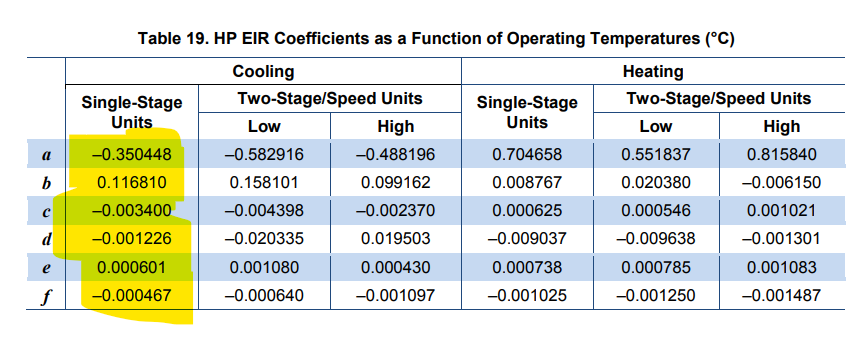 Table 19. HP EIR Coefficients as a Function of Operating Temperatures (°C)
Cooling Heating
Single-Stage Units Two-Stage/Speed Units Single-Stage Units Two-Stage/Speed Units
Low High Low High
a –0.350448 –0.582916 –0.488196 0.704658 0.551837 0.815840
b 0.116810 0.158101 0.099162 0.008767 0.020380 –0.006150
c –0.003400 –0.004398 –0.002370 0.000625 0.000546 0.001021
d –0.001226 –0.020335 0.019503 –0.009037 –0.009638 –0.001301
e 0.000601 0.001080 0.000430 0.000738 0.000785 0.001083
f –0.000467 –0.000640 –0.001097 –0.001025 –0.001250 –0.001487